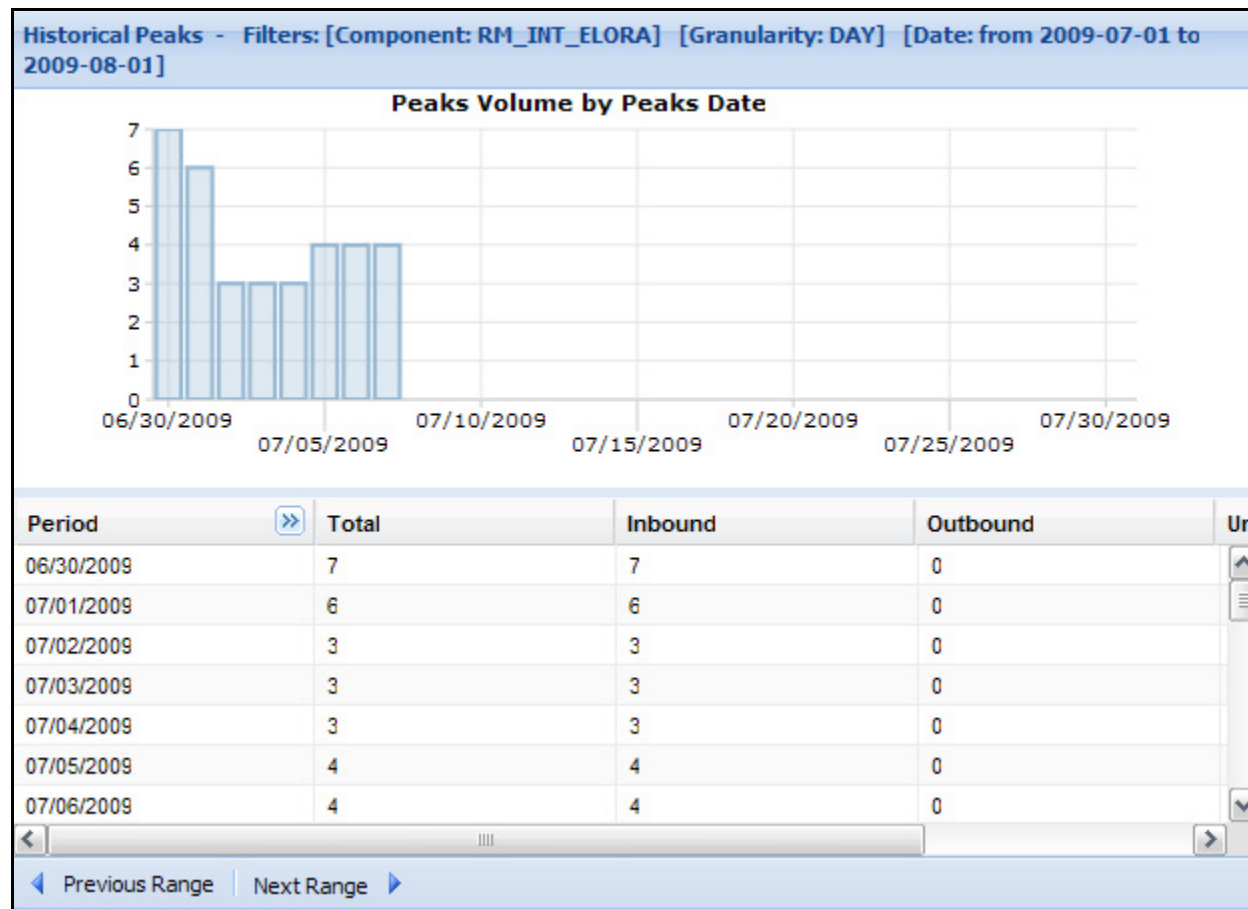 Historical Peaks - Filters: [Component: RM_INT_ELORA] [Granularity: DAY] [Date: from 2009-07-01 to
2009-08-01]
Peaks Volume by Peaks Date
7
6
5
4
3
2
1
0
06/30/2009 07/10/2009 07/20/2009 07/30/2009
07/05/2009 07/15/2009 07/25/2009
Period Total Inbound Outbound Un
06/30/2009 7 7 0
07/01/2009 6 6 0
07/02/2009 3 3 0
07/03/2009 3 3 0
07/04/2009 3 3 0
07/05/2009 4 4 0
07/06/2009 4 4 0
Previous Range Next Range